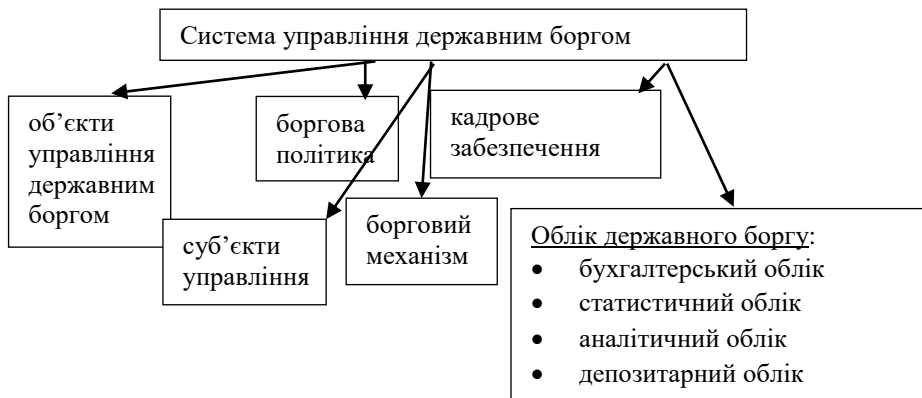 Система управління державним боргом
об’єкти
управління
державним
боргом
боргова
політика
кадрове
забезпечення
суб’єкти
управління
борговий
механізм
Облік державного боргу:
• бухгалтерський облік
• статистичний облік
• аналітичний облік
• депозитарний облік